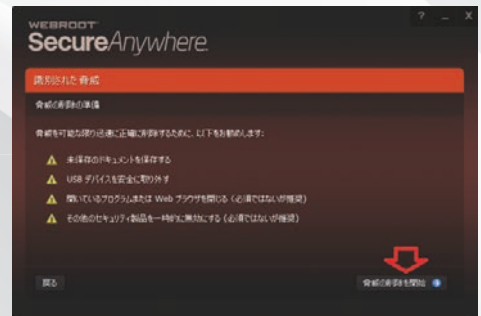 WEBROOT
SecureAnywhere.
? _ X
識別された脅威
脅威の削除の準備
脅威を可能な限り迅速に正確に削除するために、以下をお勧めします:
未保存のドキュメントを保存する
USB デバイスを安全に取り外す
開いているプログラムまたは Web ブラウザを閉じる (必須ではないが推奨)
その他のセキュリティ製品を一時的に無効にする (必須ではないが推奨)
戻る
脅威の削除を開始